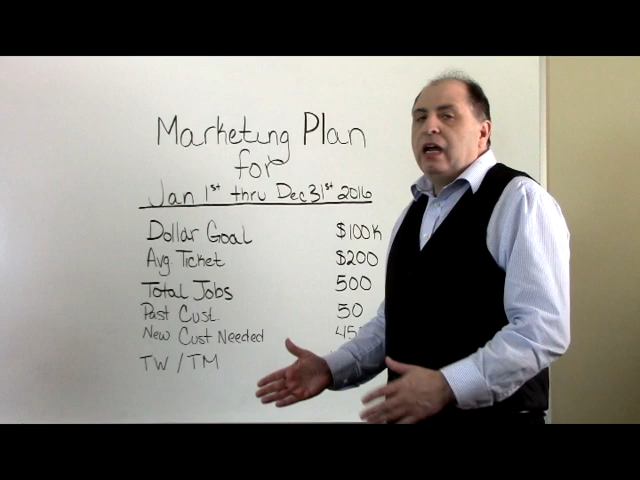 Marketing Plan
for
Jan 1st thru Dec 31st 2016
Dollar Goal $100K
Avg. Ticket $200
Total Jobs 500
Past Cust. 50
New Cust Needed
TW / TM